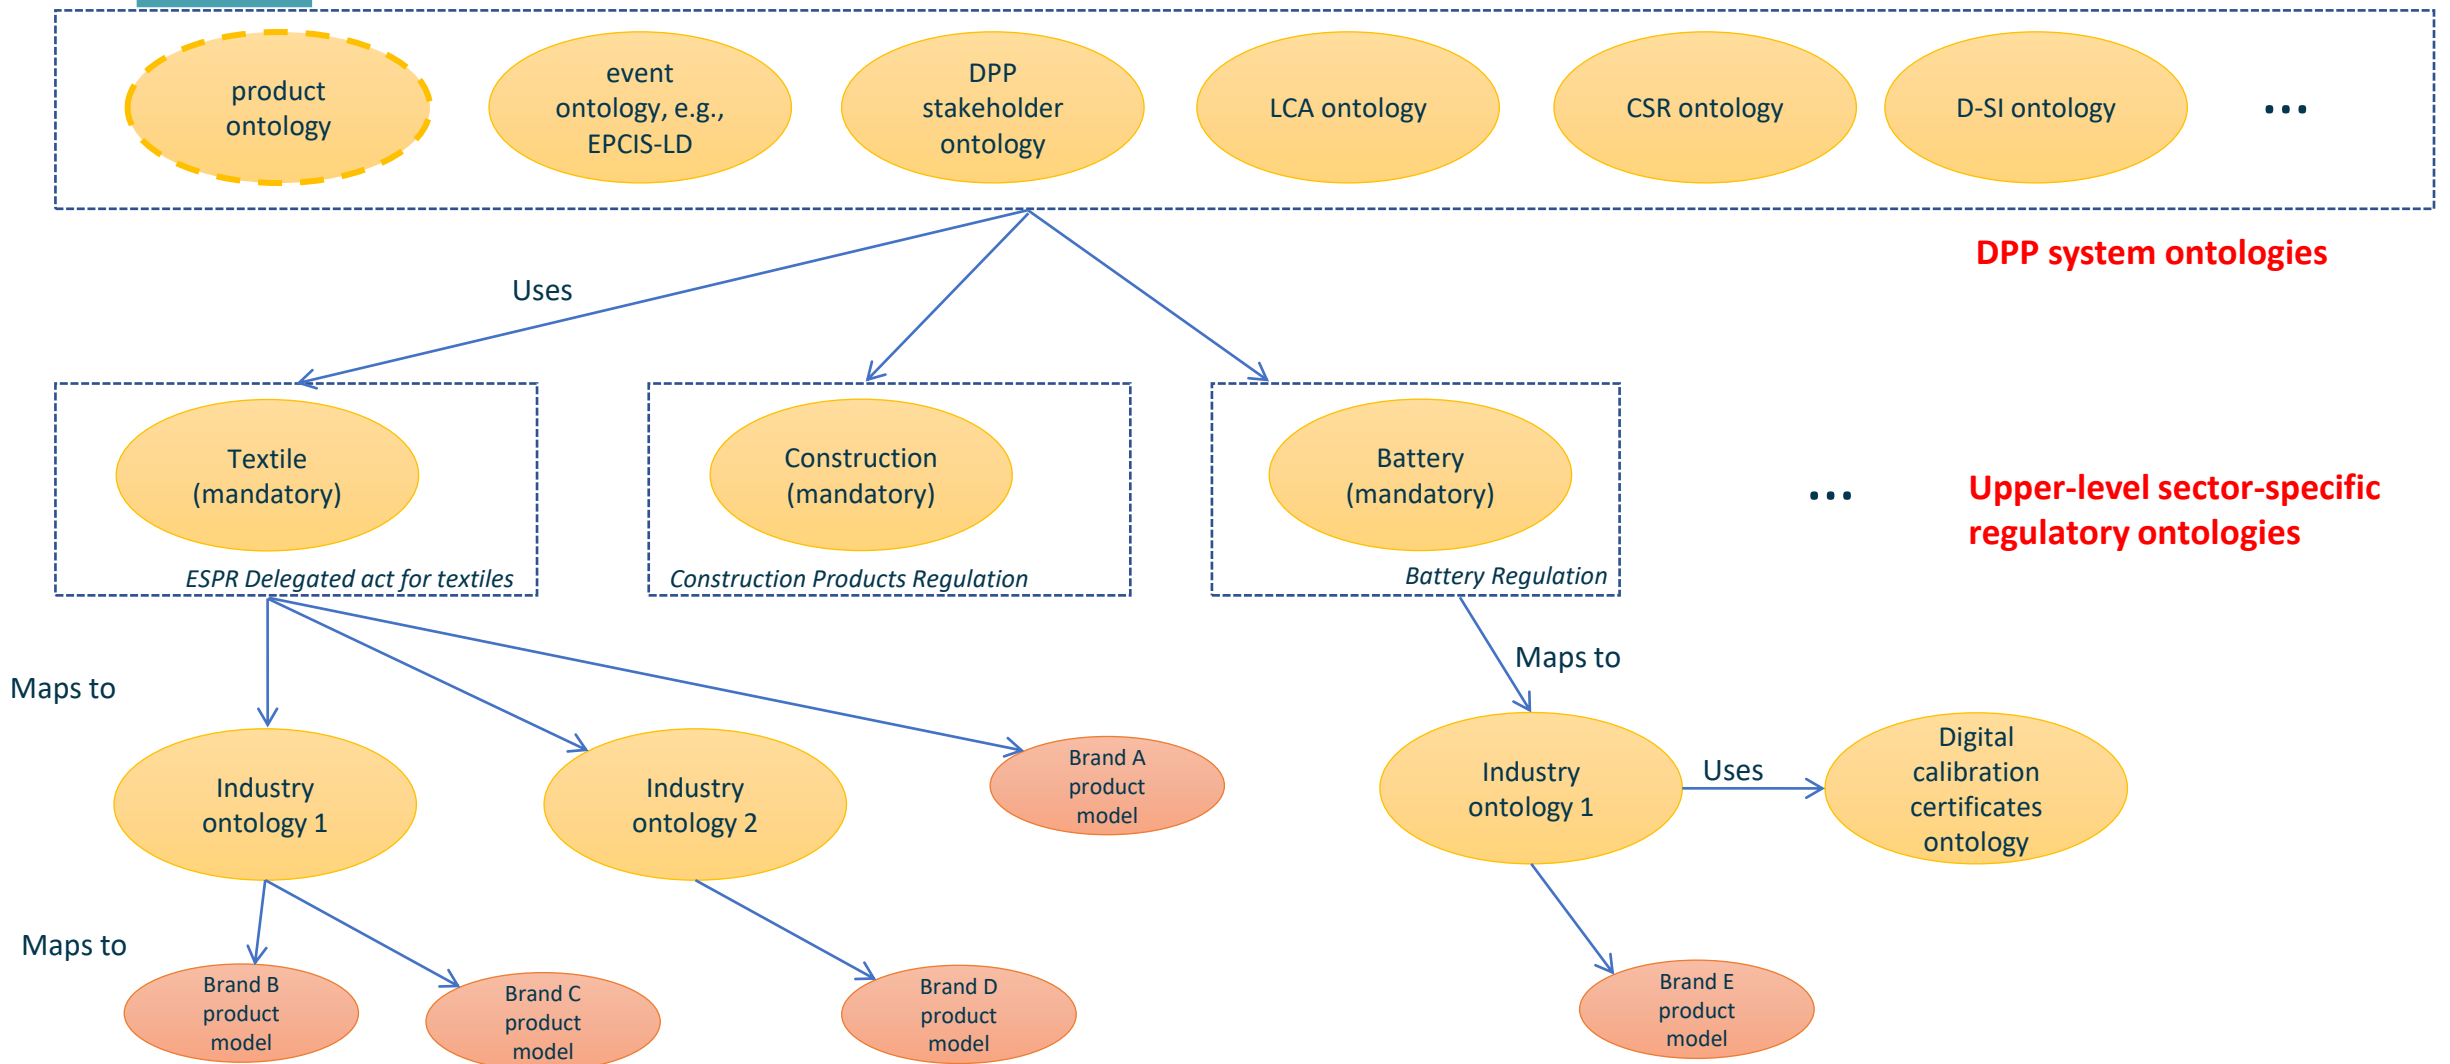 product
ontology
event
ontology, e.g.,
EPCIS-LD
DPP
stakeholder
ontology
LCA ontology
CSR ontology
D-SI ontology
...
DPP system ontologies
Uses
Textile
(mandatory)
ESPR Delegated act for textiles
Construction
(mandatory)
Construction Products Regulation
Battery
(mandatory)
Battery Regulation
...
Upper-level sector-specific
regulatory ontologies
Maps to
Maps to
Industry
ontology 1
Industry
ontology 2
Brand A
product
model
Industry
ontology 1
Uses
Digital
calibration
certificates
ontology
Maps to
Brand B
product
model
Brand C
product
model
Brand D
product
model
Brand E
product
model